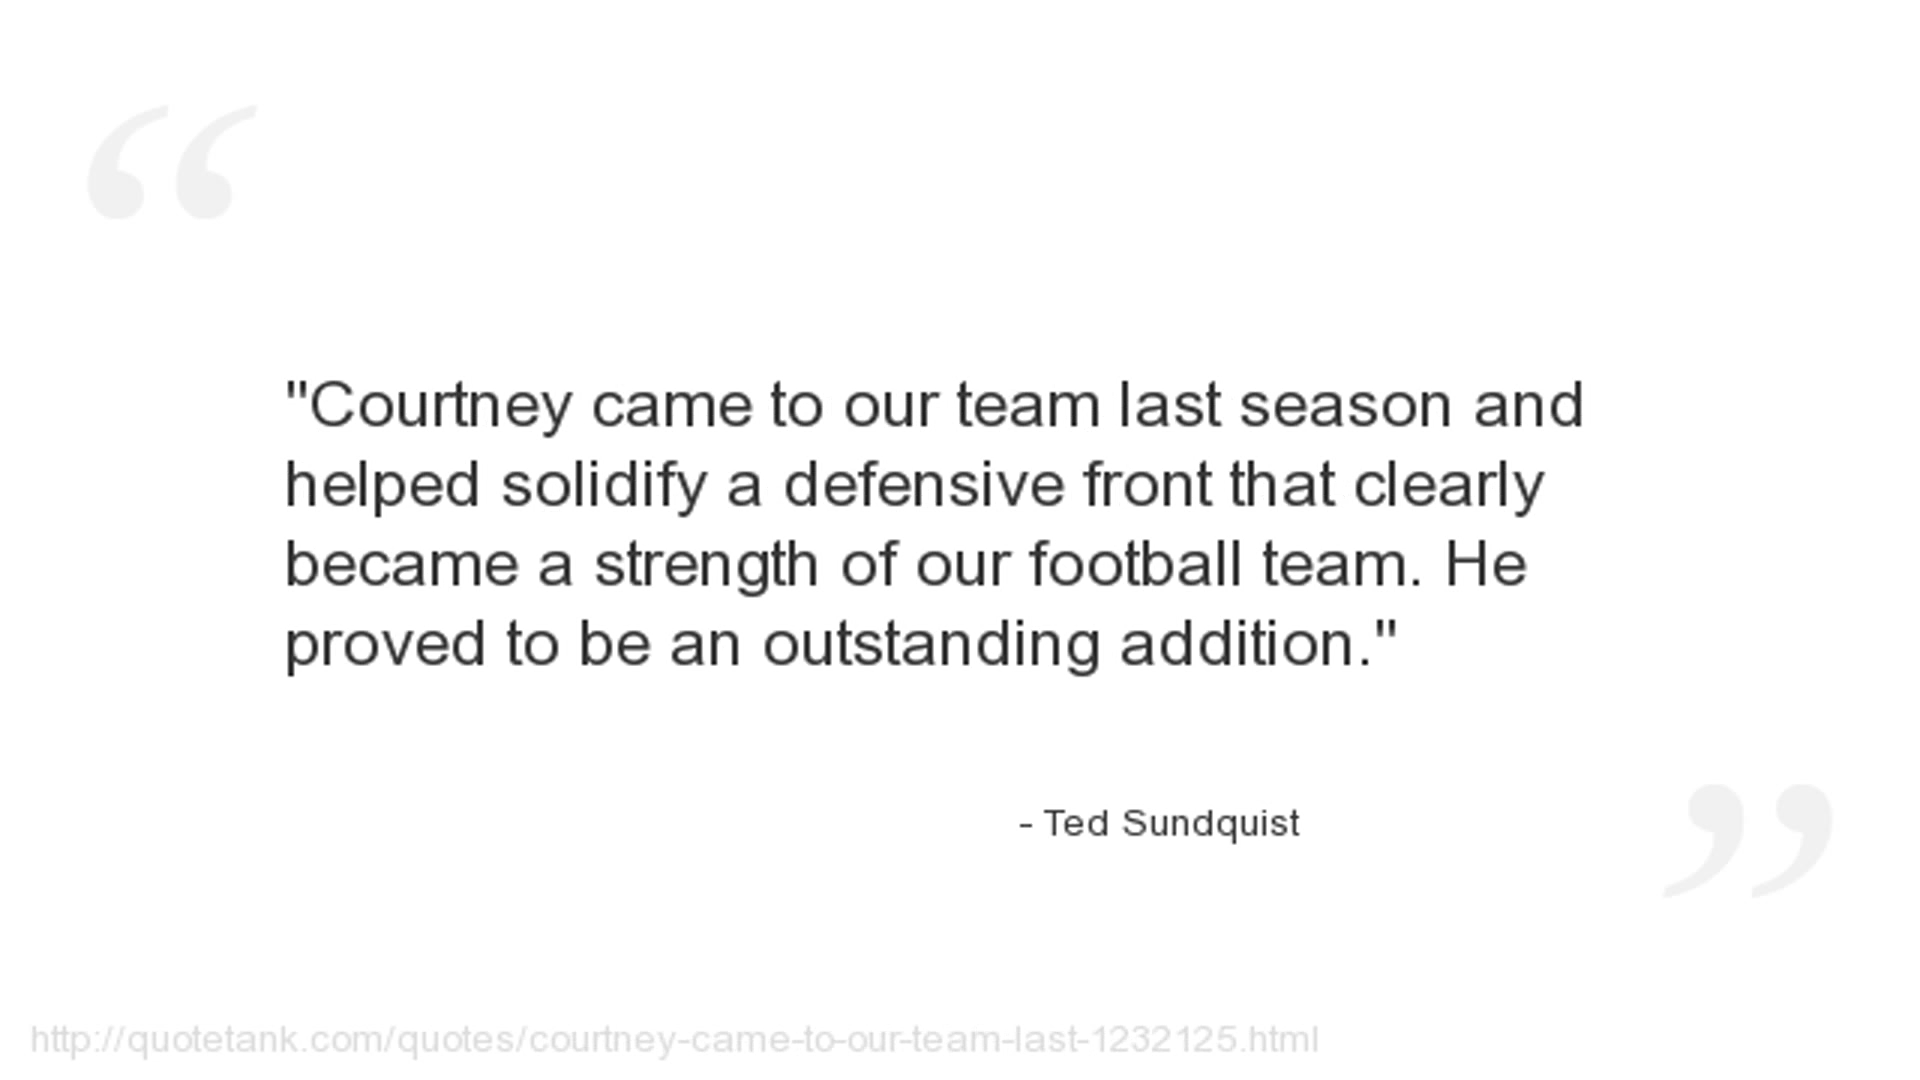 "Courtney came to our team last season and
helped solidify a defensive front that clearly
became a strength of our football team. He
proved to be an outstanding addition."
- Ted Sundquist
http://quotetank.com/quotes/courtney-came-to-our-team-last-1232125.html